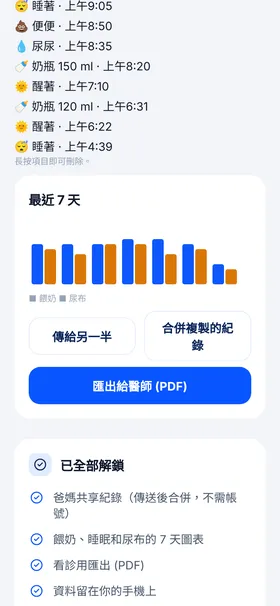 😴 睡著 · 上午9:05
💩 便便 · 上午8:50
💧 尿尿 · 上午8:35
🍼 奶瓶 150 ml · 上午8:20
🌞 醒著 · 上午7:10
🍼 奶瓶 120 ml · 上午6:31
🌞 醒著 · 上午6:22
😴 睡著 · 上午4:39
長按項目即可刪除。
最近 7 天
餵奶 尿布
傳給另一半
合併複製的紀
錄
匯出給醫師 (PDF)
已全部解鎖
爸媽共享紀錄（傳送後合併，不需帳
號）
餵奶、睡眠和尿布的 7 天圖表
看診用匯出 (PDF)
資料留在你的手機上